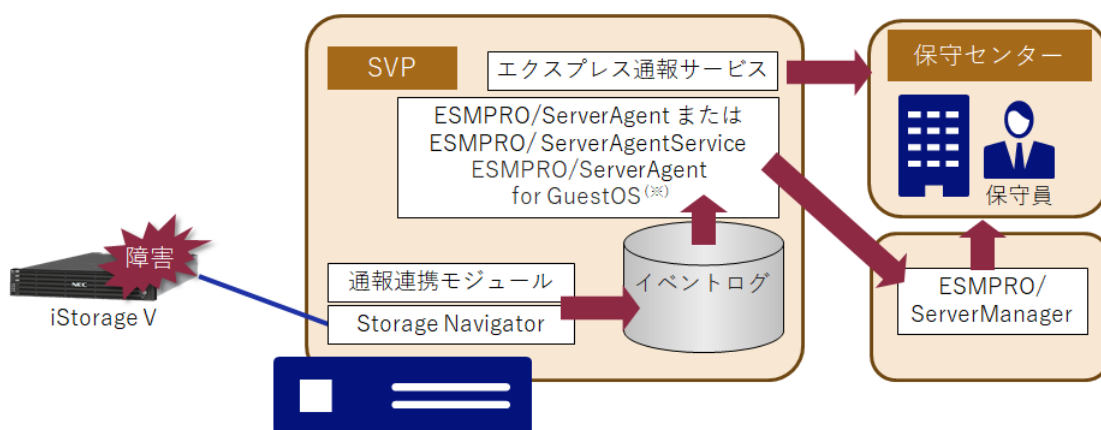 SVP
エクスプレス通報サービス
ESMPRO/ServerAgent または
ESMPRO/ ServerAgentService
ESMPRO/ServerAgent
for GuestOS(※)
保守センター
保守員
障害
NEC
iStorage V
通報連携モジュール
Storage Navigator
イベントログ
ESMPRO/
ServerManager